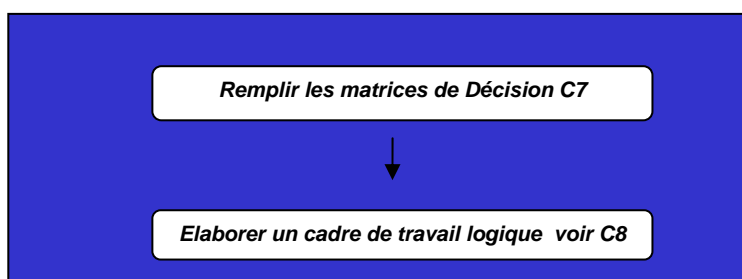 Remplir les matrices de Décision C7
Elaborer un cadre de travail logique voir C8